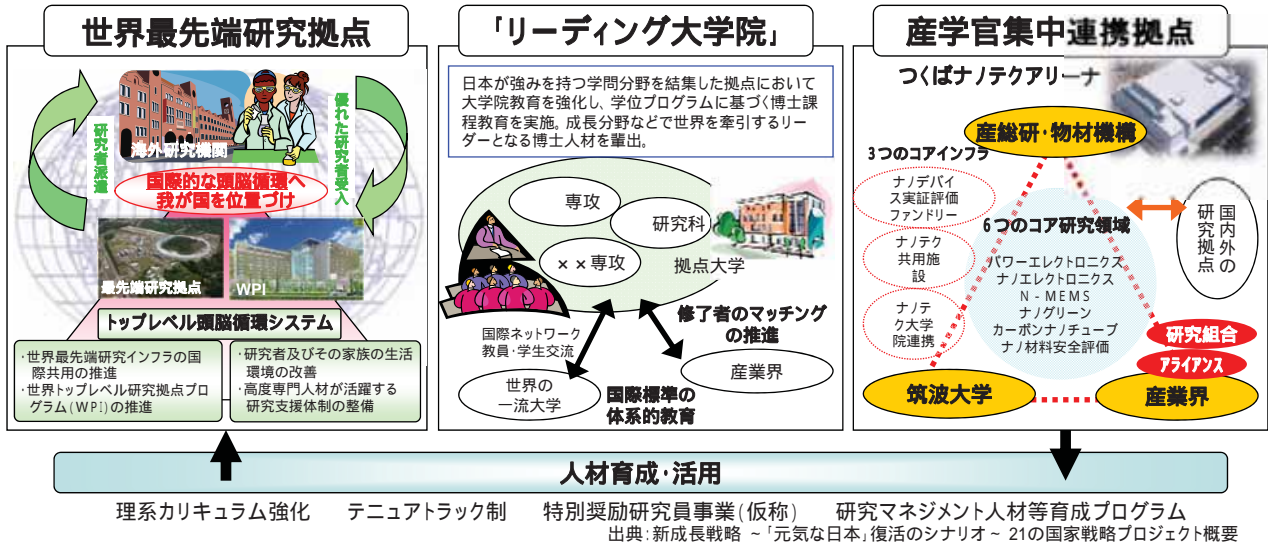 世界最先端研究拠点
海外研究機関
研究者派遣
優れた研究者受入
国際的な頭脳循環へ
我が国を位置づけ
最先端研究拠点
WPI
トップレベル頭脳循環システム
・世界最先端研究インフラの国
際共用の推進
・世界トップレベル研究拠点プロ
グラム(WPI)の推進
・研究者及びその家族の生活
環境の改善
・高度専門人材が活躍する
研究支援体制の整備
「リーディング大学院」
日本が強みを持つ学問分野を結集した拠点において
大学院教育を強化し、学位プログラムに基づく博士課
程教育を実施。成長分野などで世界を牽引するリー
ダーとなる博士人材を輩出。
専攻
研究科
××専攻
拠点大学
国際ネットワーク
教員・学生交流
修了者のマッチング
の推進
産業界
世界の
一流大学
国際標準の
体系的教育
産学官集中連携拠点
つくばナノテクアリーナ
産総研・物材機構
3つのコアインフラ
ナノデバイ
ス実証評価
ファンドリー
ナノテク
共用施
設
ナノテ
ク大学
院連携
6つのコア研究領域
パワーエレクトロニクス
ナノエレクトロニクス
N-MEMS
ナノグリーン
カーボンナノチューブ
ナノ材料安全評価
国内外の
研究拠点
研究組合
アライアンス
筑波大学
産業界
人材育成・活用
理系カリキュラム強化 テニュアトラック制 特別奨励研究員事業(仮称) 研究マネジメント人材等育成プログラム
出典:新成長戦略 ~「元気な日本」復活のシナリオ~ 21の国家戦略プロジェクト概要